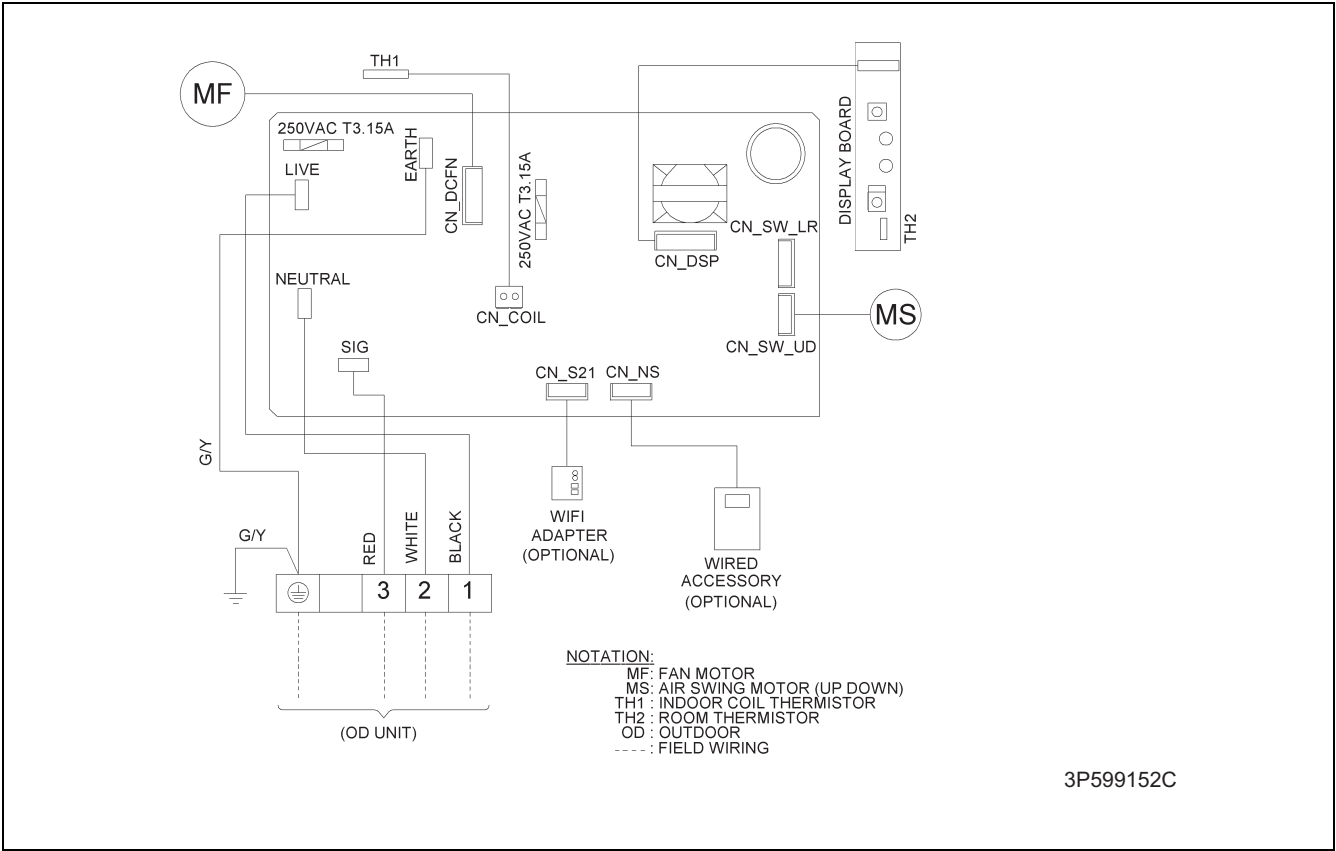 TH1
MF
250VAC T3.15A
LIVE
EARTH
CN_DCFN
250VAC T3.15A
DISPLAY BOARD
TH2
CN_SW_LR
CN_DSP
NEUTRAL
CN_COIL
MS
CN_SW_UD
SIG
CN_S21
CN_NS
G/Y
G/Y
RED
WHITE
BLACK
WIFI
ADAPTER
(OPTIONAL)
WIRED
ACCESSORY
(OPTIONAL)
3 2 1
(OD UNIT)
NOTATION:
MF: FAN MOTOR
MS: AIR SWING MOTOR (UP DOWN)
TH1 : INDOOR COIL THERMISTOR
TH2 : ROOM THERMISTOR
OD : OUTDOOR
---- : FIELD WIRING
3P599152C